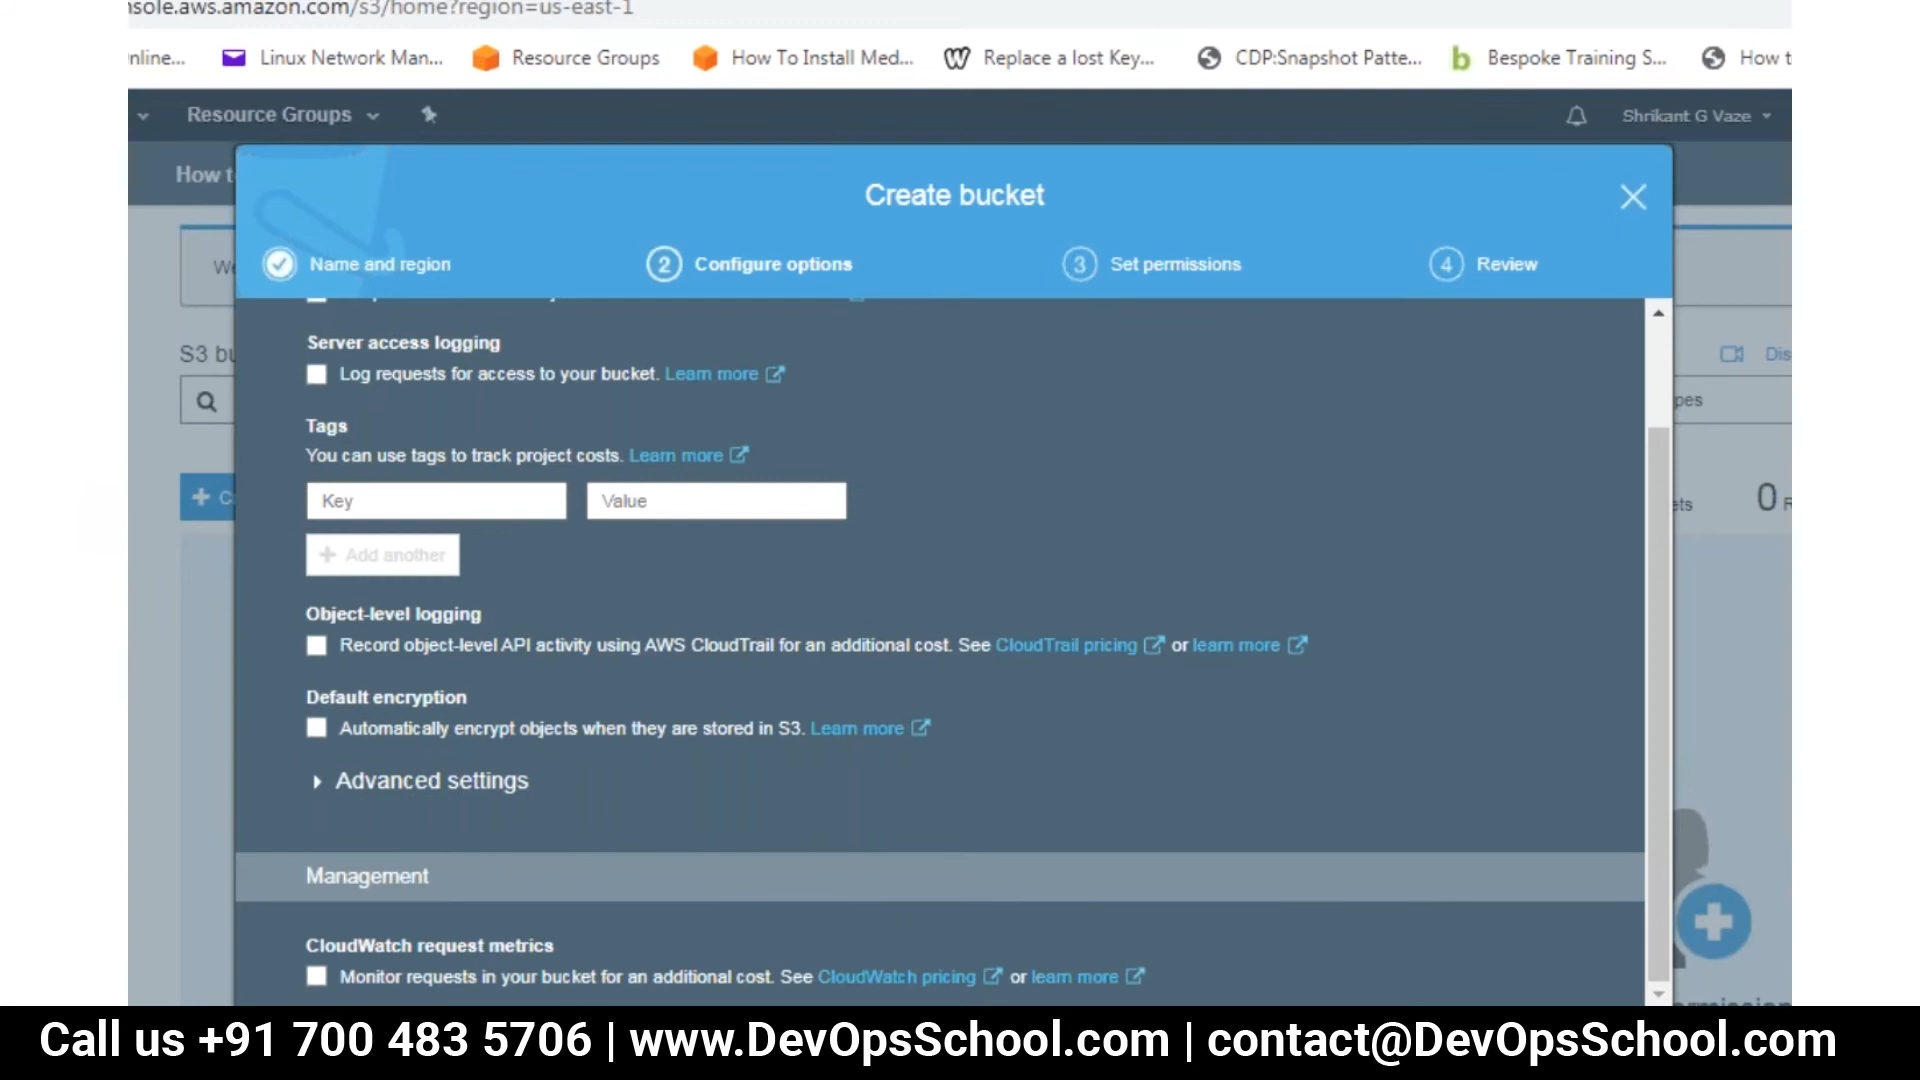 nsole.aws.amazon.com/s3/home?region=us-east-1
nline... Linux Network Man... Resource Groups How To Install Med... Replace a lost Key... CDP:Snapshot Patte... Bespoke Training S... How t
Resource Groups Shrikant G Vaze
How t
Create bucket
Name and region 2 Configure options 3 Set permissions 4 Review
We
Server access logging
S3 bu Dis
Log requests for access to your bucket. Learn more
pes
Tags
You can use tags to track project costs. Learn more
Key Value
+ C ets 0 R
+ Add another
Object-level logging
Record object-level API activity using AWS CloudTrail for an additional cost. See CloudTrail pricing or learn more
Default encryption
Automatically encrypt objects when they are stored in S3. Learn more
Advanced settings
Management
CloudWatch request metrics
Monitor requests in your bucket for an additional cost. See CloudWatch pricing or learn more
Call us +91 700 483 5706 | www.DevOpsSchool.com | contact@DevOpsSchool.com